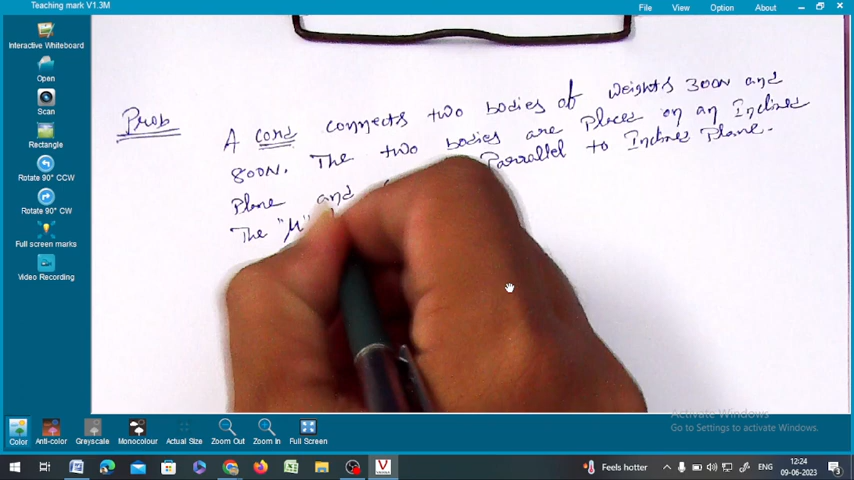 Teaching mark V1.3M
File View Option About
Interactive Whiteboard
Open
Scan
Rectangle
Rotate 90° CCW
Rotate 90° CW
Full screen marks
Video Recording
Prob
A cord connects two bodies of weights 300N and
800N. The two bodies are Places on an Inclined
Plane and Parrallel to Inclined Plane.
The "μ"
Activate Windows
Go to Settings to activate Windows.
Color Anti-color Greyscale Monocolour Actual Size Zoom Out Zoom In Full Screen
Feels hotter ENG 12:24
09-06-2023